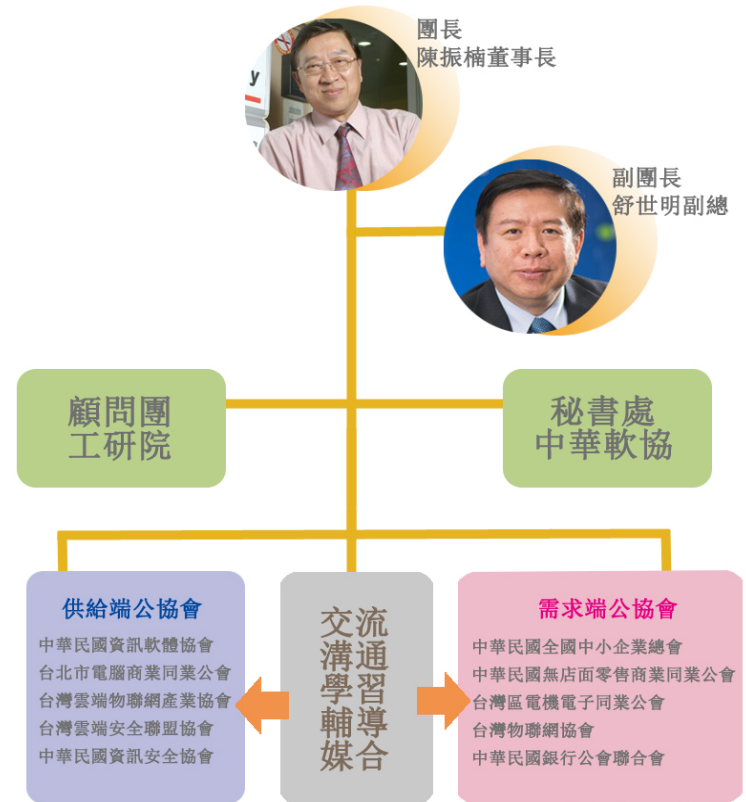 y
團長
陳振楠董事長
副團長
舒世明副總
顧問團
工研院
秘書處
中華軟協
供給端公協會
中華民國資訊軟體協會
台北市電腦商業同業公會
台灣雲端物聯網產業協會
台灣雲端安全聯盟協會
中華民國資訊安全協會
交流
溝通
學習
輔導
媒合
需求端公協會
中華民國全國中小企業總會
中華民國無店面零售商業同業公會
台灣區電機電子同業公會
台灣物聯網協會
中華民國銀行公會聯合會